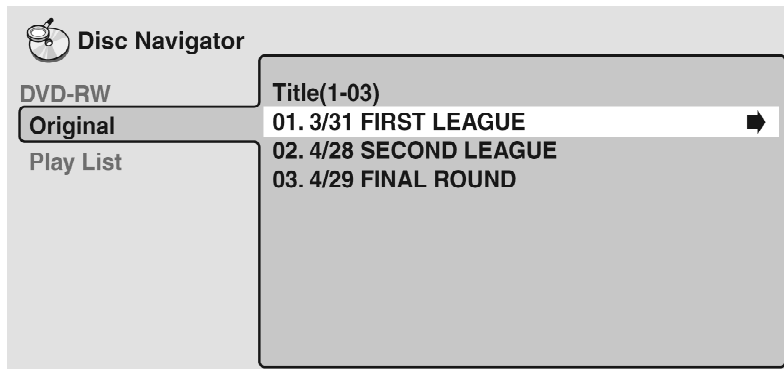 Disc Navigator
DVD-RW
Original
Play List
Title(1-03)
01. 3/31 FIRST LEAGUE
02. 4/28 SECOND LEAGUE
03. 4/29 FINAL ROUND